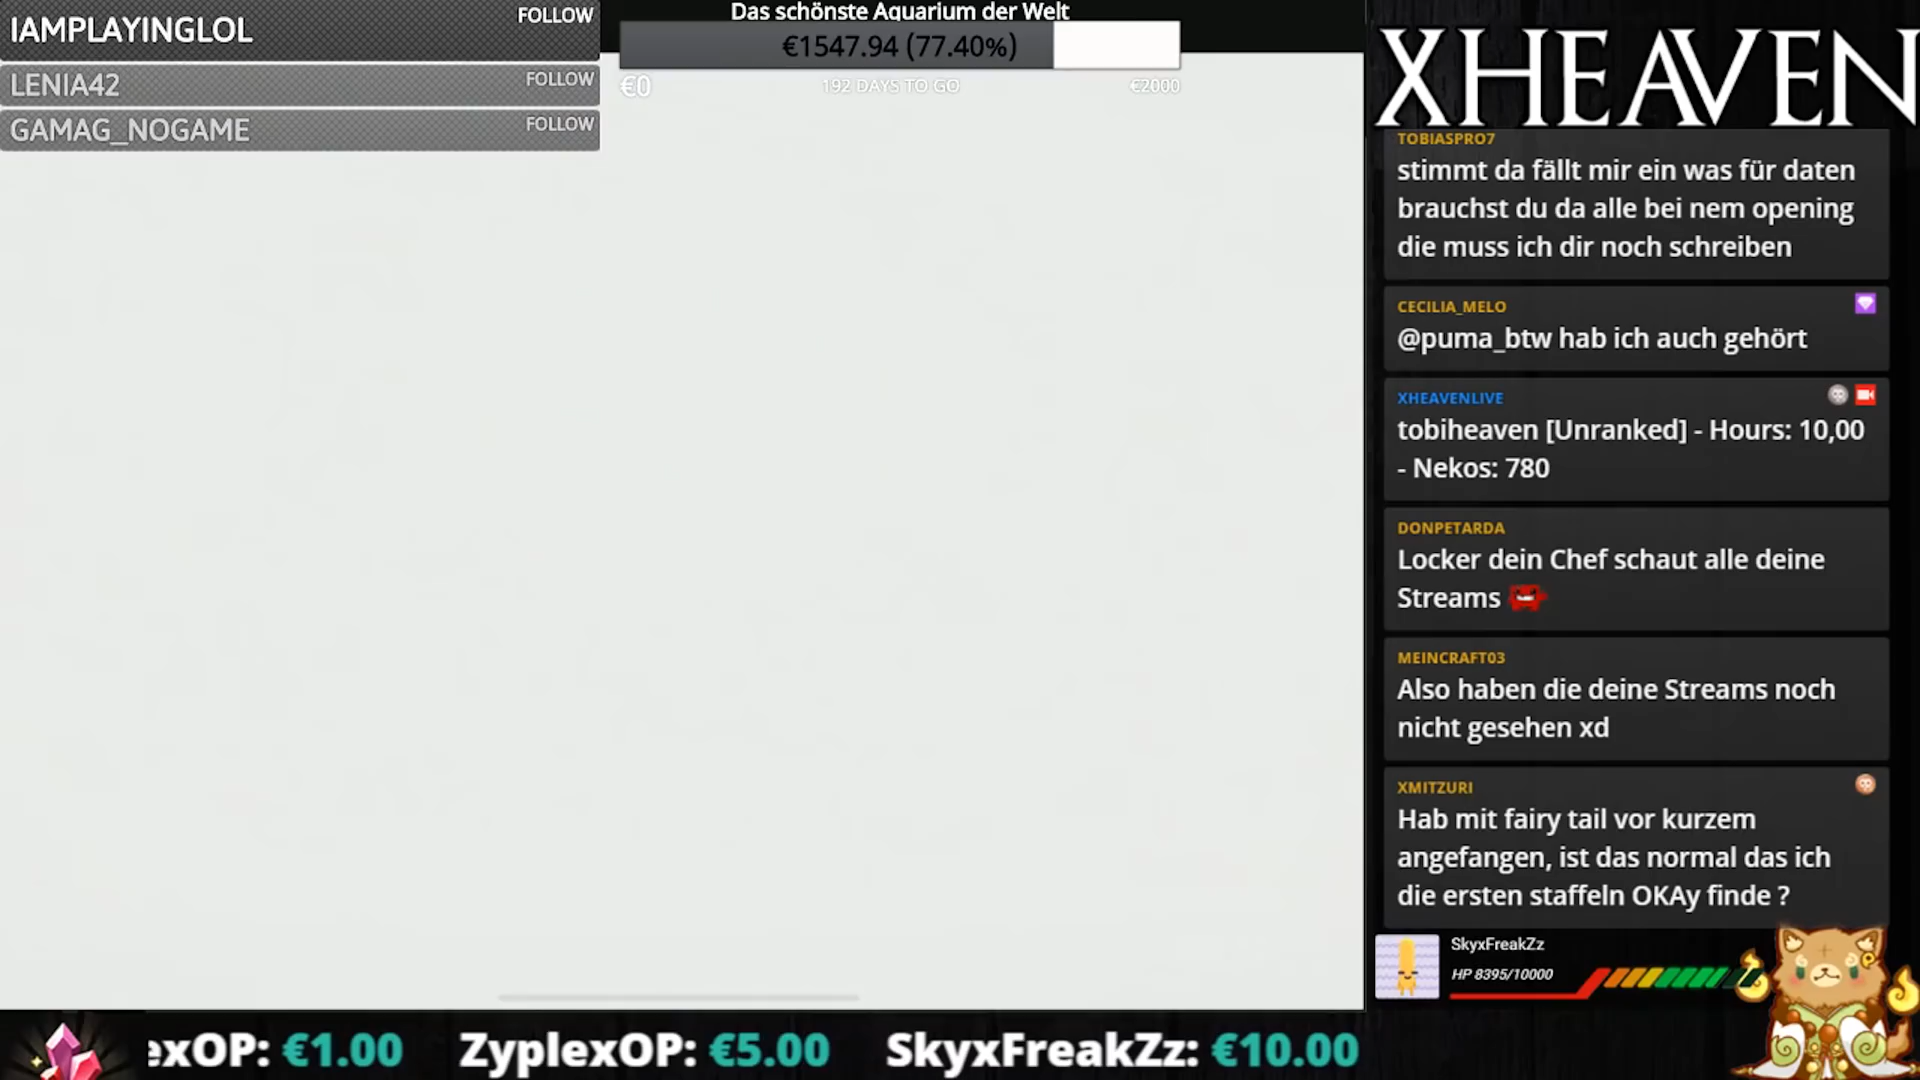 IAMPLAYINGLOL FOLLOW
LENIA42 FOLLOW
GAMAG_NOGAME FOLLOW
Das schönste Aquarium der Welt
€1547.94 (77.40%)
€0 192 DAYS TO GO €2000
XHEAVEN
TOBIASPRO7
stimmt da fällt mir ein was für daten
brauchst du da alle bei nem opening
die muss ich dir noch schreiben
CECILIA_MELO
@puma_btw hab ich auch gehört
XHEAVENLIVE
tobiheaven [Unranked] - Hours: 10,00
- Nekos: 780
DONPETARDA
Locker dein Chef schaut alle deine
Streams
MEINCRAFT03
Also haben die deine Streams noch
nicht gesehen xd
XMITZURI
Hab mit fairy tail vor kurzem
angefangen, ist das normal das ich
die ersten staffeln OKAy finde ?
SkyxFreakZz
HP 8395/10000
exOP: €1.00 ZyplexOP: €5.00 SkyxFreakZz: €10.00